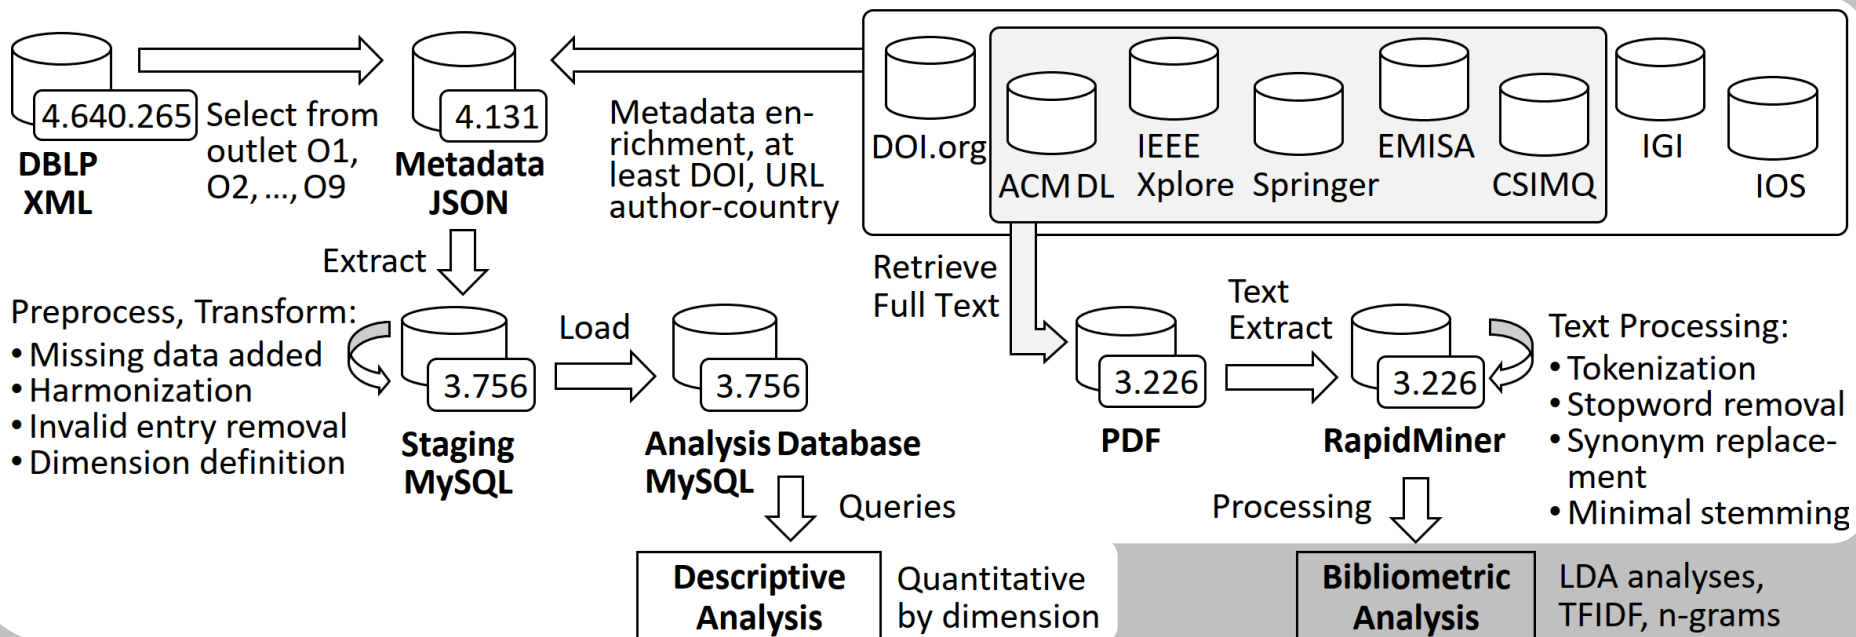 4.640.265
DBLP
XML
Select from
outlet O1,
O2, ..., O9
4.131
Metadata
JSON
Metadata en-
richment, at
least DOI, URL
author-country
DOI.org
ACM DL
IEEE
Xplore
Springer
EMISA
CSIMQ
IGI
IOS
Extract
Preprocess, Transform:
• Missing data added
• Harmonization
• Invalid entry removal
• Dimension definition
3.756
Staging
MySQL
Load
3.756
Analysis Database
MySQL
Queries
Descriptive
Analysis
Quantitative
by dimension
Retrieve
Full Text
3.226
PDF
Text
Extract
3.226
RapidMiner
Text Processing:
• Tokenization
• Stopword removal
• Synonym replace-
ment
• Minimal stemming
Processing
Bibliometric
Analysis
LDA analyses,
TFIDF, n-grams